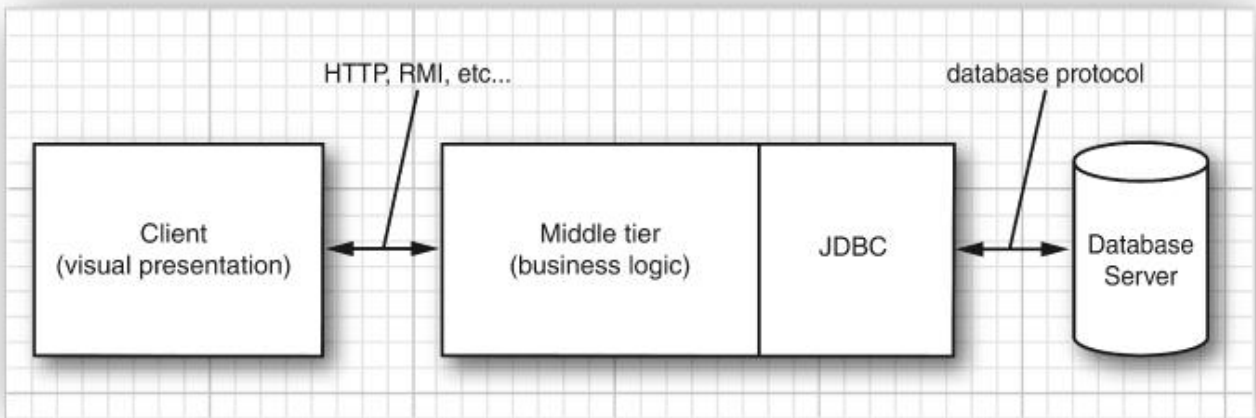 HTTP, RMI, etc...
database protocol
Client
(visual presentation)
Middle tier
(business logic)
JDBC
Database
Server